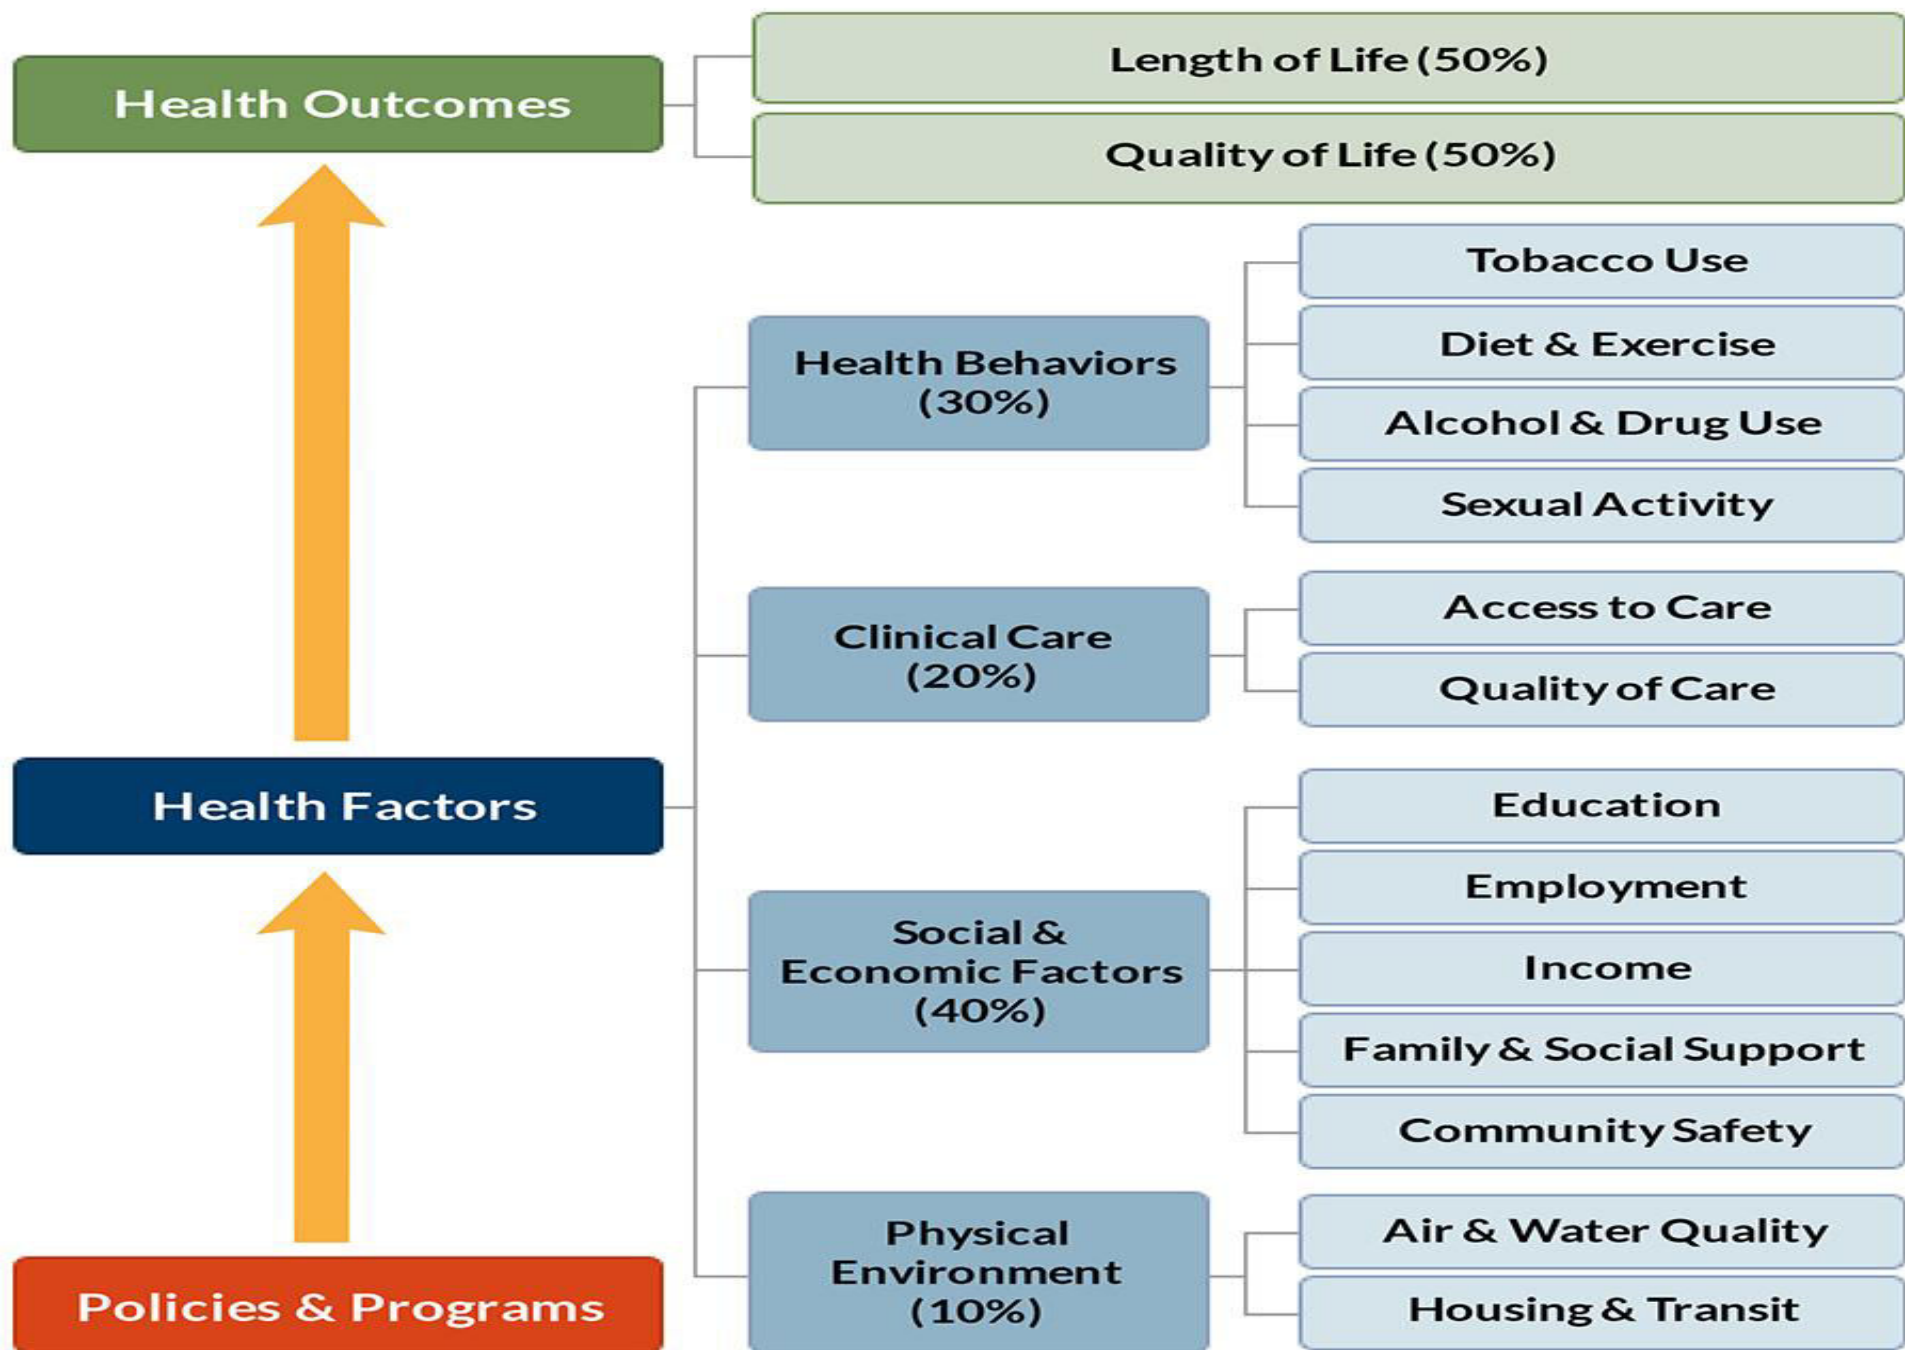 Health Outcomes
Length of Life (50%)
Quality of Life (50%)
Health Factors
Health Behaviors
(30%)
Tobacco Use
Diet & Exercise
Alcohol & Drug Use
Sexual Activity
Clinical Care
(20%)
Access to Care
Quality of Care
Social &
Economic Factors
(40%)
Education
Employment
Income
Family & Social Support
Community Safety
Physical
Environment
(10%)
Air & Water Quality
Housing & Transit
Policies & Programs